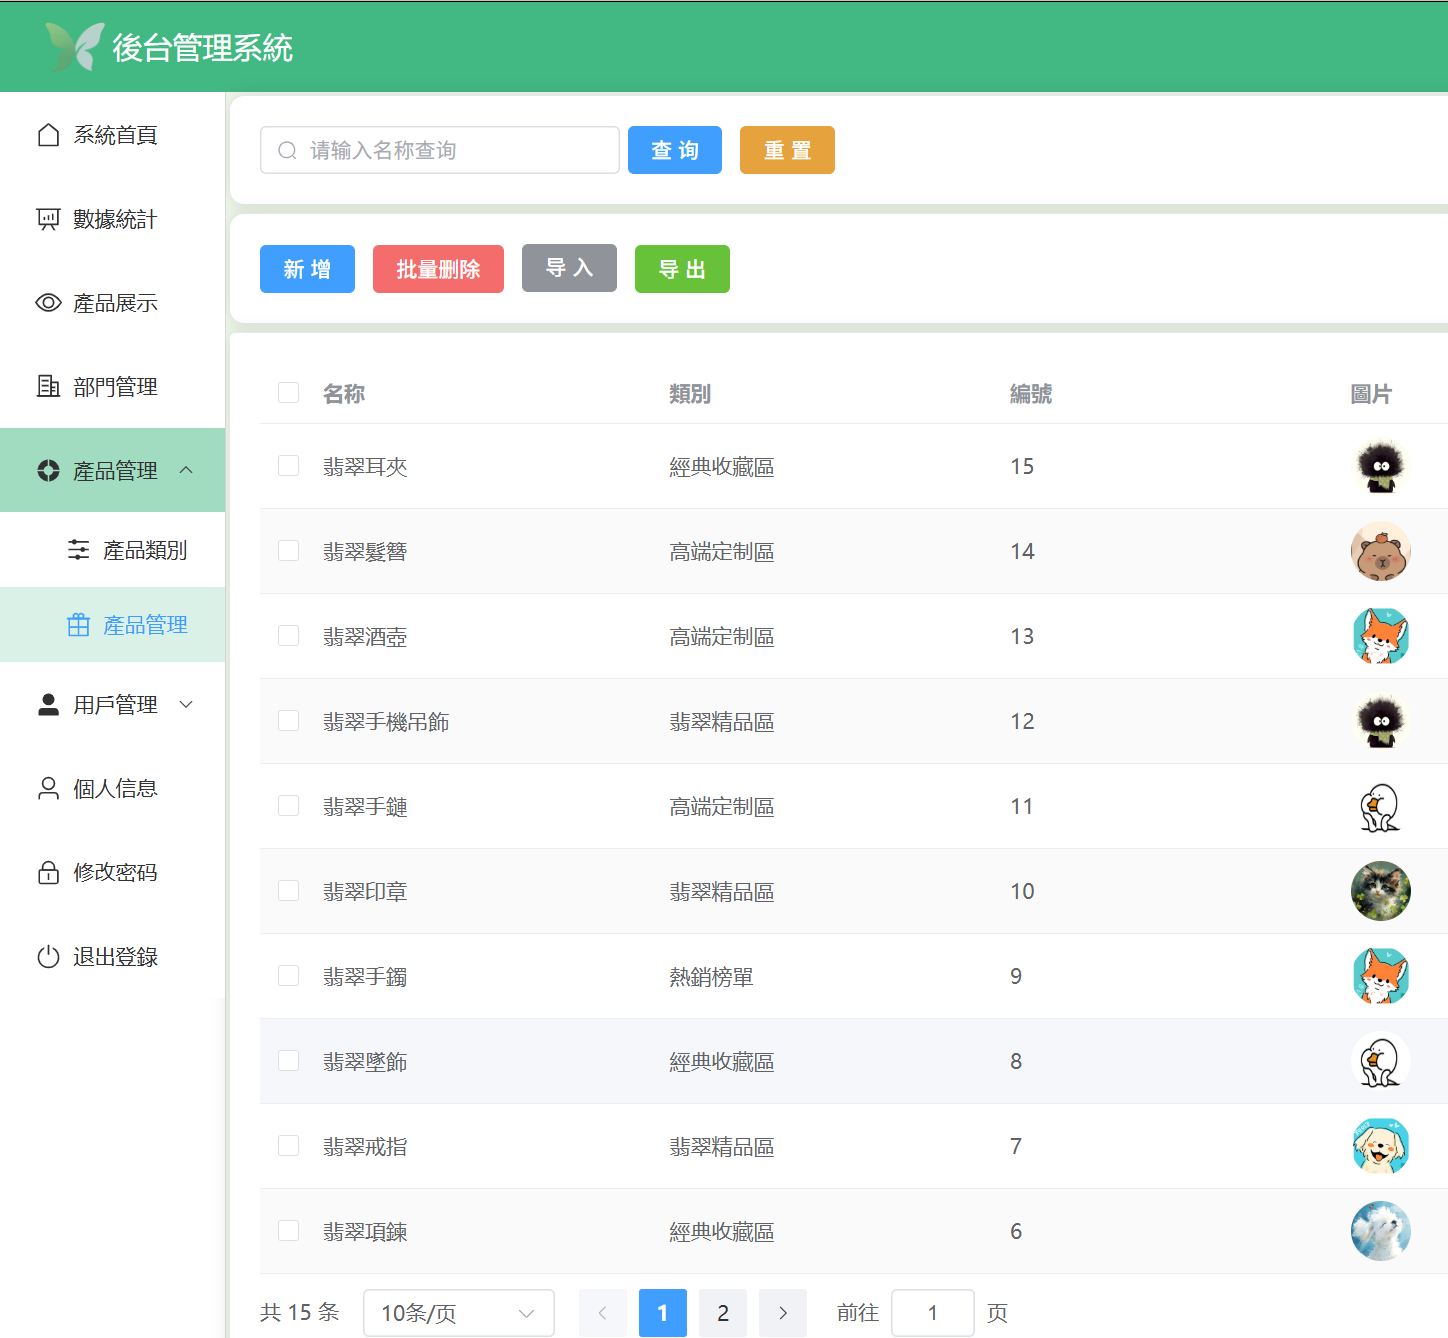 後台管理系統
系統首頁
數據統計
產品展示
部門管理
產品管理
產品類別
產品管理
用戶管理
個人信息
修改密码
退出登錄
请输入名称查询 查 询 重 置
新 增 批量删除 导 入 导 出
名称 類別 編號 圖片
翡翠耳夾 經典收藏區 15
翡翠髮簪 高端定制區 14
翡翠酒壺 高端定制區 13
翡翠手機吊飾 翡翠精品區 12
翡翠手鏈 高端定制區 11
翡翠印章 翡翠精品區 10
翡翠手鐲 熱銷榜單 9
翡翠墜飾 經典收藏區 8
翡翠戒指 翡翠精品區 7
翡翠項鍊 經典收藏區 6
共 15 条 10条/页 1 2 前往 1 页